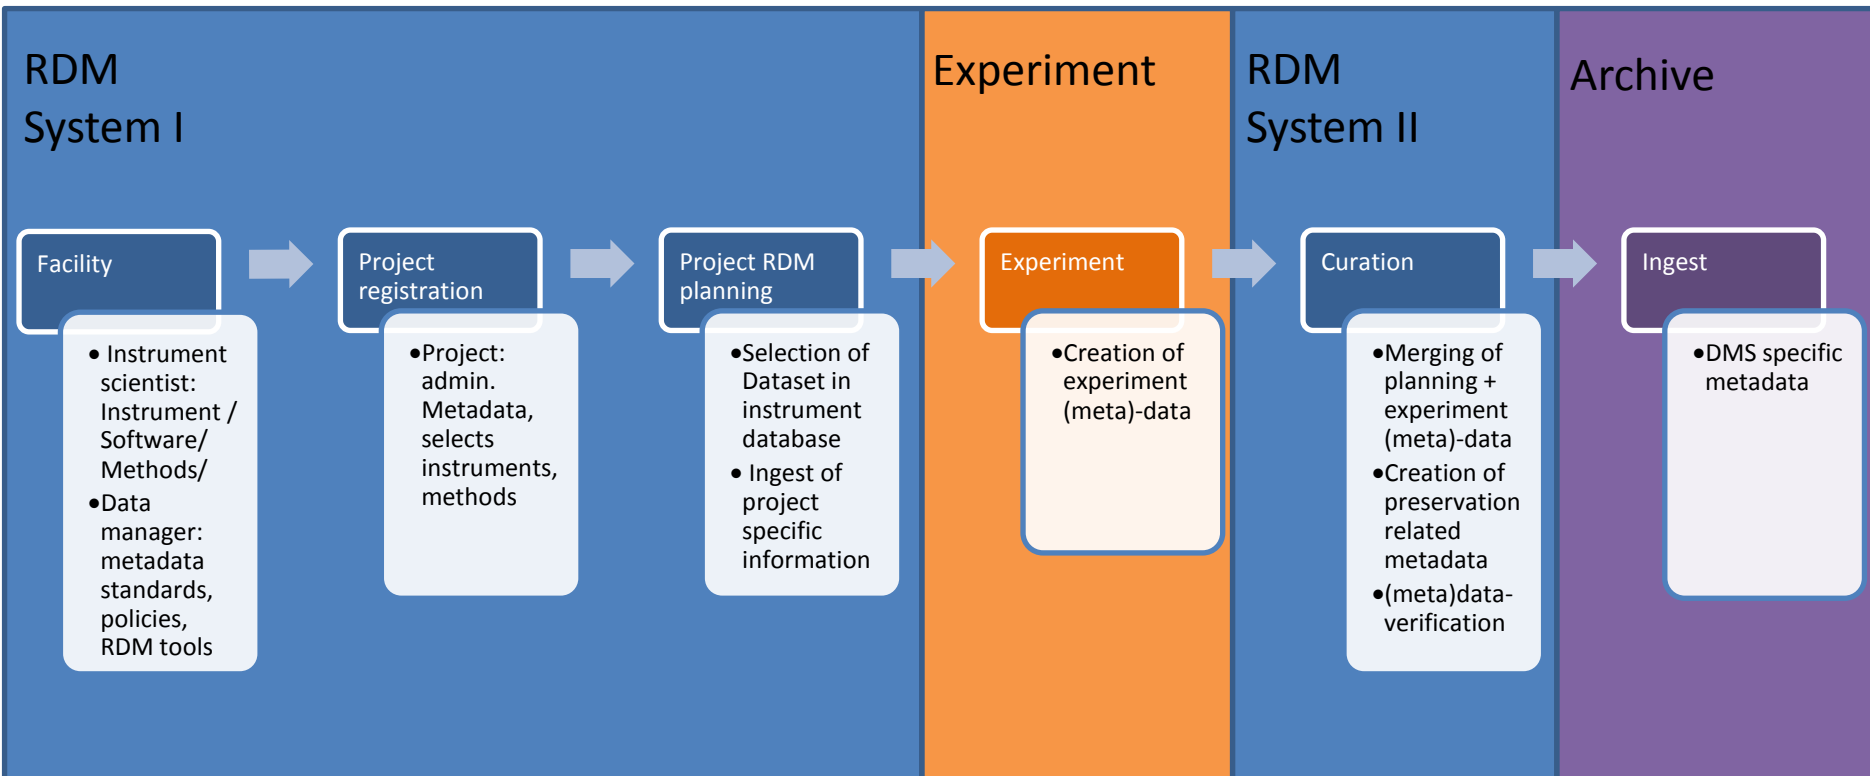 RDM
System I
Experiment
RDM
System II
Archive
Facility
• Instrument
scientist:
Instrument /
Software/
Methods/
•Data
manager:
metadata
standards,
policies,
RDM tools
Project
registration
•Project:
admin.
Metadata,
selects
instruments,
methods
Project RDM
planning
•Selection of
Dataset in
instrument
database
• Ingest of
project
specific
information
Experiment
•Creation of
experiment
(meta)-data
Curation
•Merging of
planning +
experiment
(meta)-data
•Creation of
preservation
related
metadata
•(meta)data-
verification
Ingest
•DMS specific
metadata